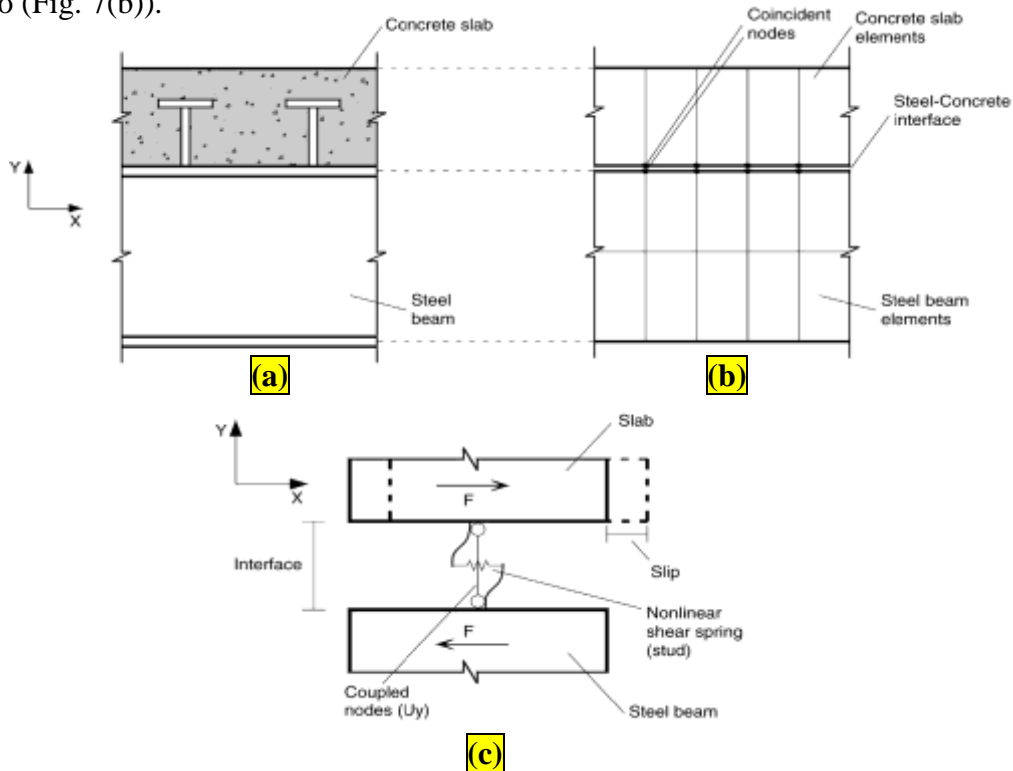 o (Fig. 7(b)).
Concrete slab
Y
X
Steel
beam
(a)
Coincident
nodes
Concrete slab
elements
Steel-Concrete
interface
Steel beam
elements
(b)
Y
X
Slab
F
Interface
Slip
Nonlinear
shear spring
(stud)
F
Coupled
nodes (Uy)
Steel beam
(c)